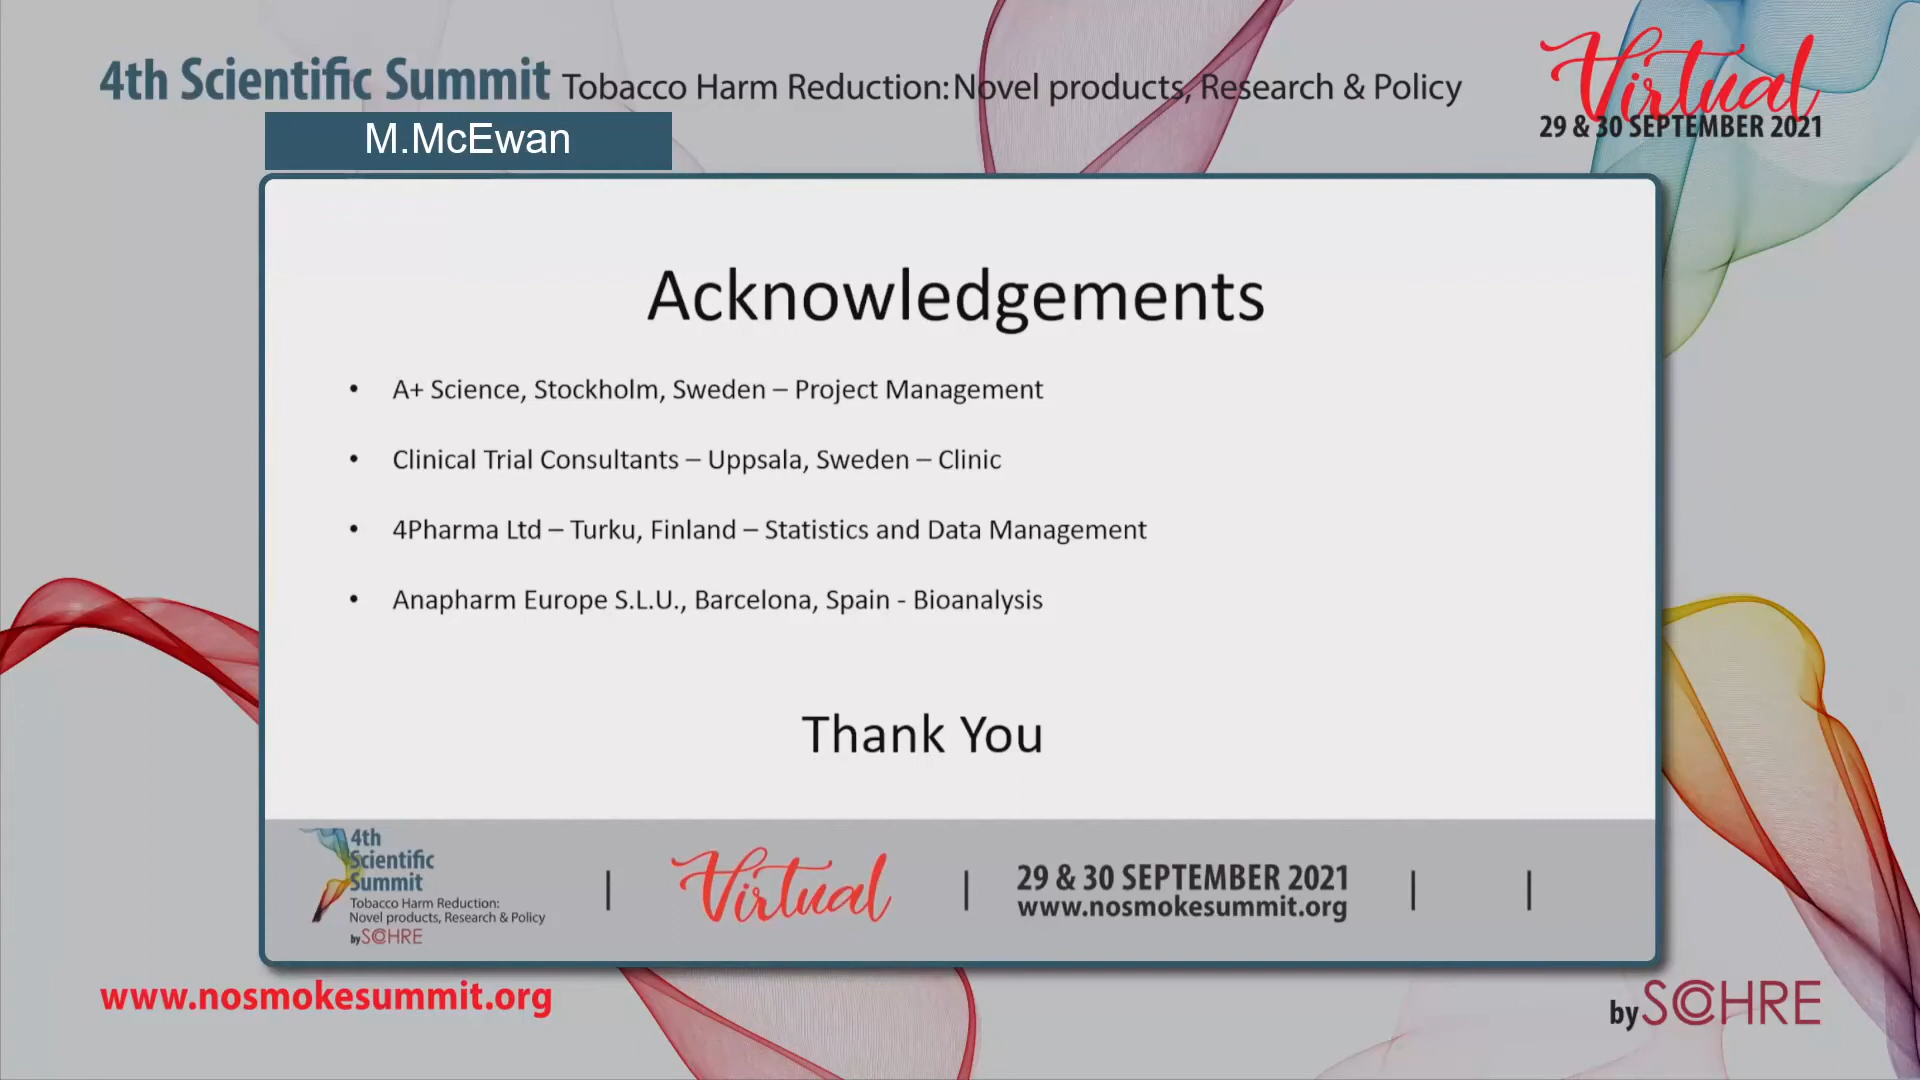 4th Scientific Summit Tobacco Harm Reduction: Novel products, Research & Policy
Virtual
29 & 30 SEPTEMBER 2021
M.McEwan
Acknowledgements
• A+ Science, Stockholm, Sweden – Project Management
• Clinical Trial Consultants – Uppsala, Sweden – Clinic
• 4Pharma Ltd – Turku, Finland – Statistics and Data Management
• Anapharm Europe S.L.U., Barcelona, Spain - Bioanalysis
Thank You
4th
Scientific
Summit
Tobacco Harm Reduction:
Novel products, Research & Policy
by SCOHRE
Virtual
29 & 30 SEPTEMBER 2021
www.nosmokesummit.org
www.nosmokesummit.org
by SCOHRE